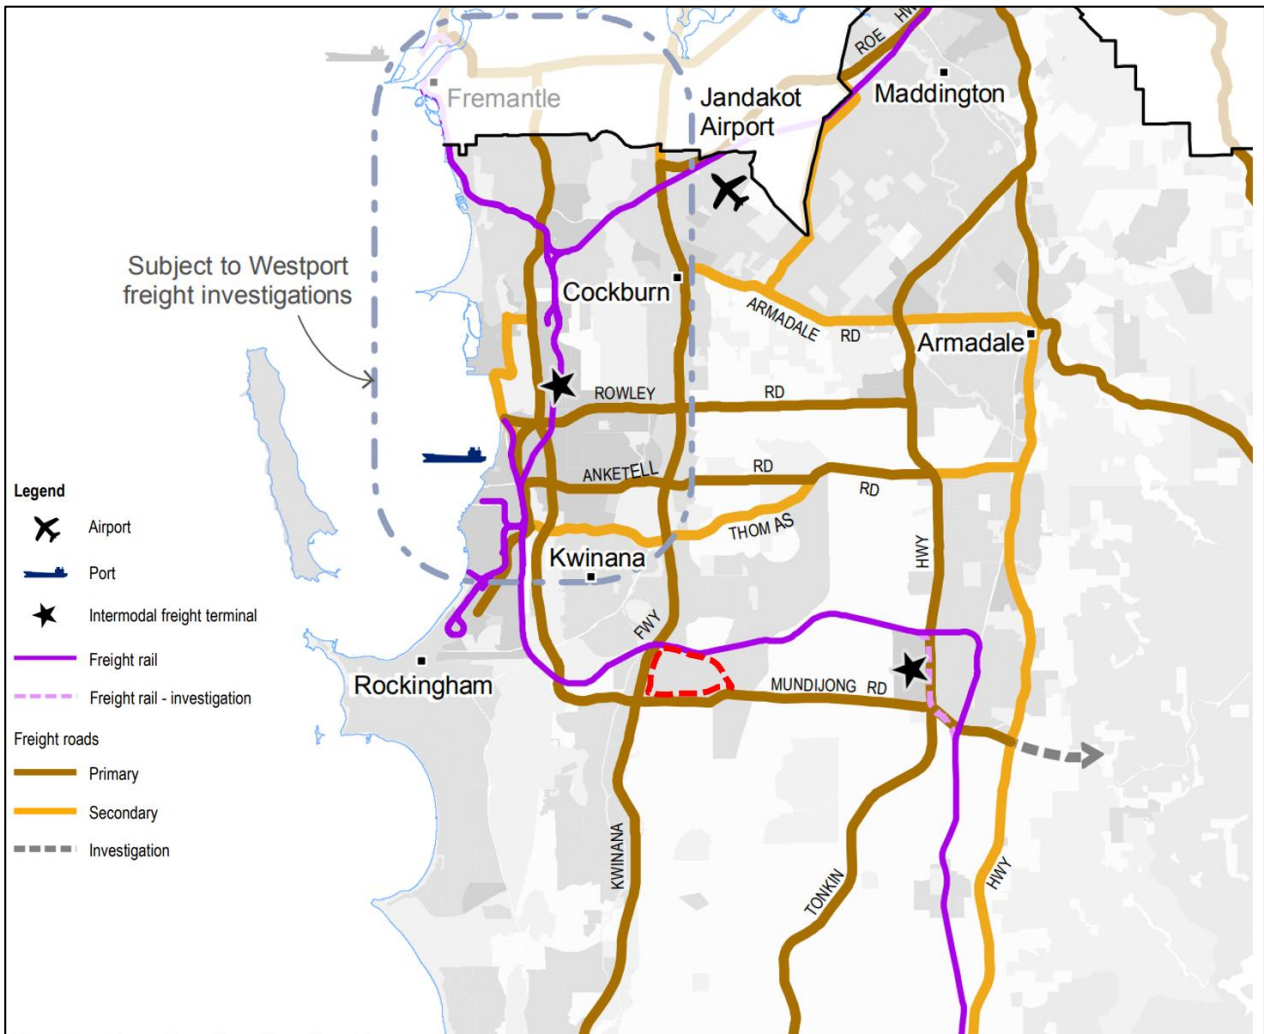 ROE
HWY
Maddington
Fremantle
Jandakot
Airport
Subject to Westport
freight investigations
Cockburn
ARMADALE
RD
Armadale
ROWLEY
RD
ANKETELL
RD
RD
THOMAS
HWY
Kwinana
FWY
Rockingham
MUNDIJONG RD
KWINANA
TONKIN
HWY
Legend
Airport
Port
Intermodal freight terminal
Freight rail
Freight rail - investigation
Freight roads
Primary
Secondary
Investigation